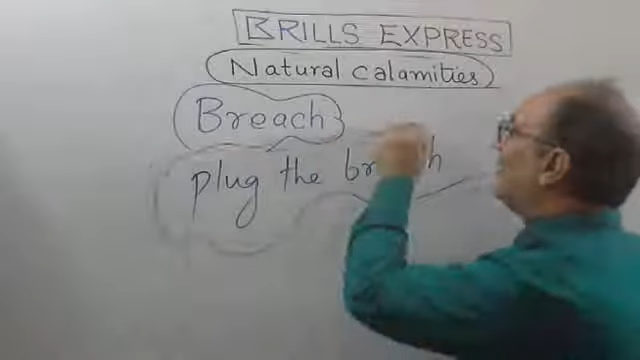 BRILLS EXPRESS
Natural calamities
Breach
plug the